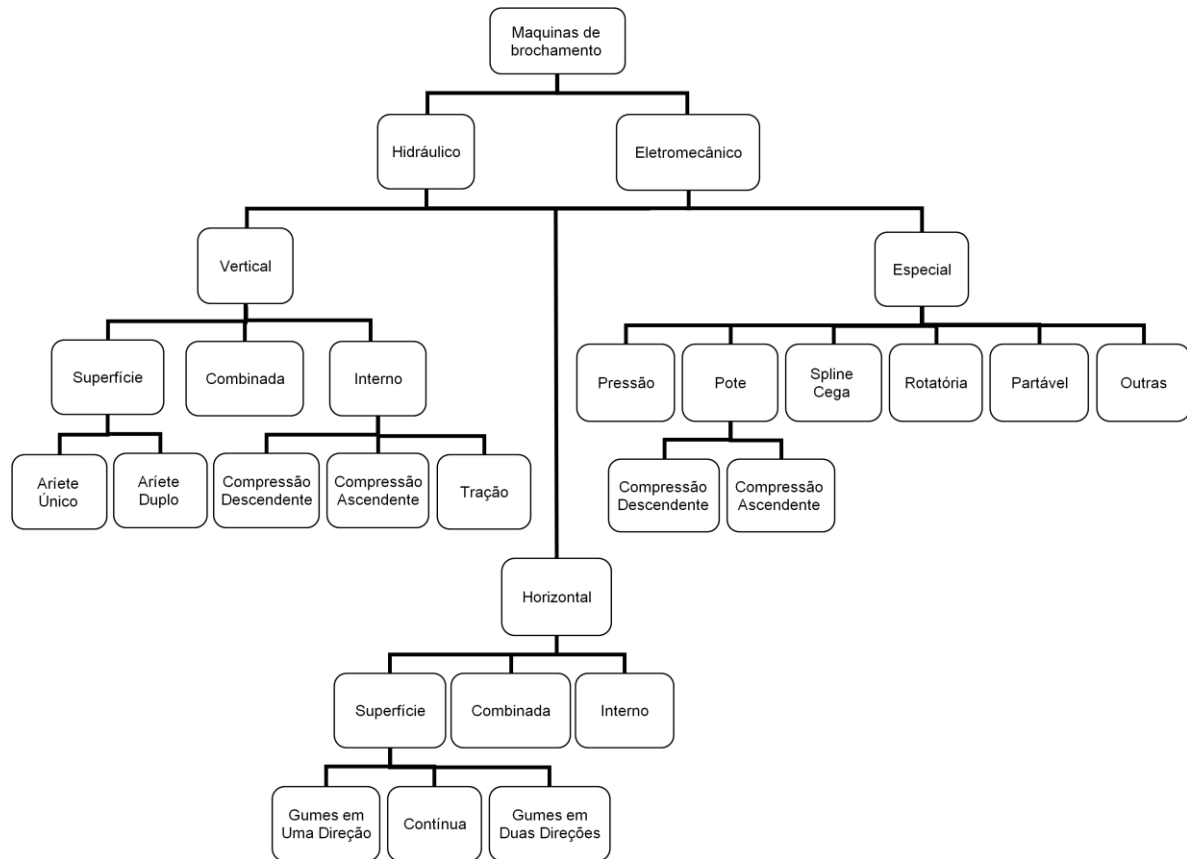 Maquinas de
brochamento
Hidráulico
Eletromecânico
Vertical
Especial
Superfície
Combinada
Interno
Pressão
Pote
Spline
Cega
Rotatória
Partável
Outras
Aríete
Único
Aríete
Duplo
Compressão
Descendente
Compressão
Ascendente
Tração
Compressão
Descendente
Compressão
Ascendente
Horizontal
Superfície
Combinada
Interno
Gumes em
Uma Direção
Contínua
Gumes em
Duas Direções